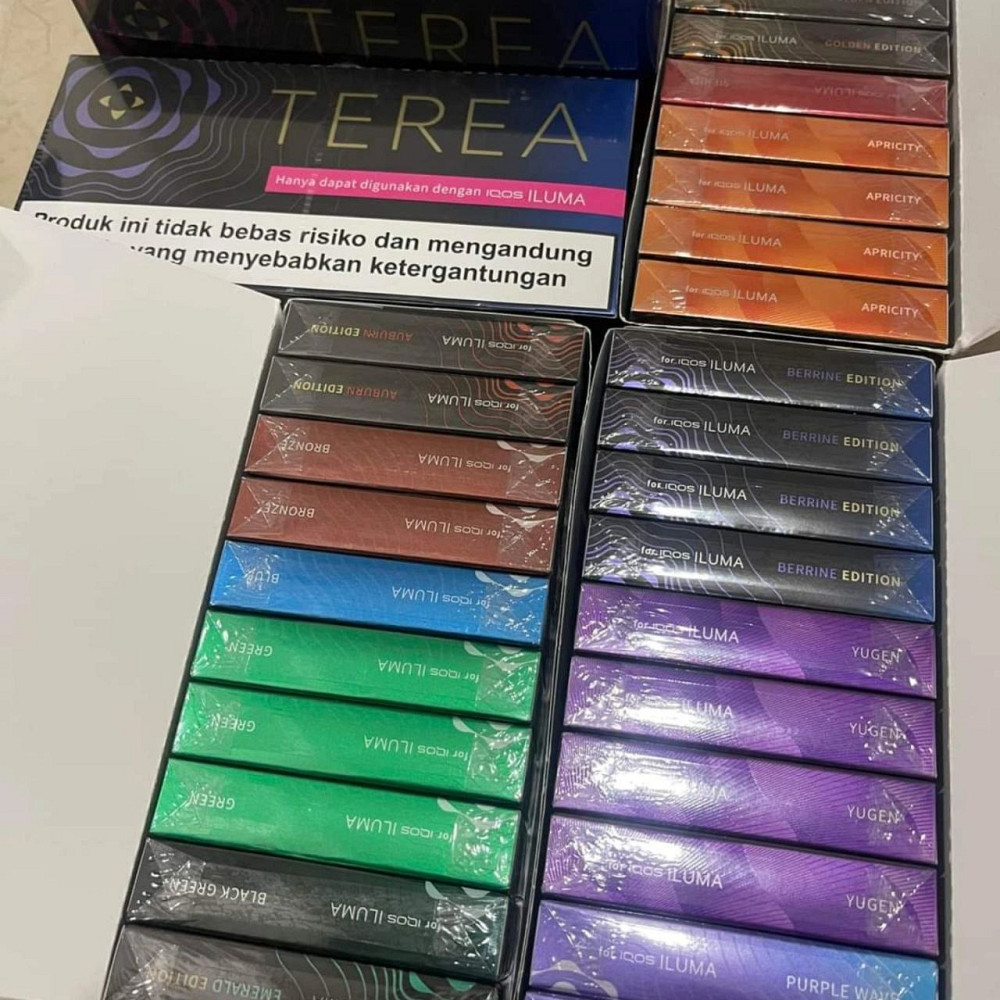 TEREA
TEREA
Hanya dapat digunakan dengan IQOS ILUMA
Produk ini tidak bebas risiko dan mengandung
yang menyebabkan ketergantungan
EDITION
ILUMA GOLDEN EDITION
ILUMA
for IQOS ILUMA APRICITY
for IQOS ILUMA APRICITY
for IQOS ILUMA APRICITY
for IQOS ILUMA APRICITY
for IQOS ILUMA AUBURN EDITION
for IQOS ILUMA AUBURN EDITION
for IQOS ILUMA BRONZE
for IQOS ILUMA BRONZE
for IQOS ILUMA BLUE
for IQOS ILUMA GREEN
for IQOS ILUMA GREEN
for IQOS ILUMA GREEN
for IQOS ILUMA BLACK GREEN
EMERALD EDITION
for IQOS ILUMA BERRINE EDITION
for IQOS ILUMA BERRINE EDITION
for IQOS ILUMA BERRINE EDITION
for IQOS ILUMA BERRINE EDITION
for IQOS ILUMA YUGEN
ILUMA YUGEN
ILUMA YUGEN
for IQOS ILUMA YUGEN
for IQOS ILUMA PURPLE WAVE